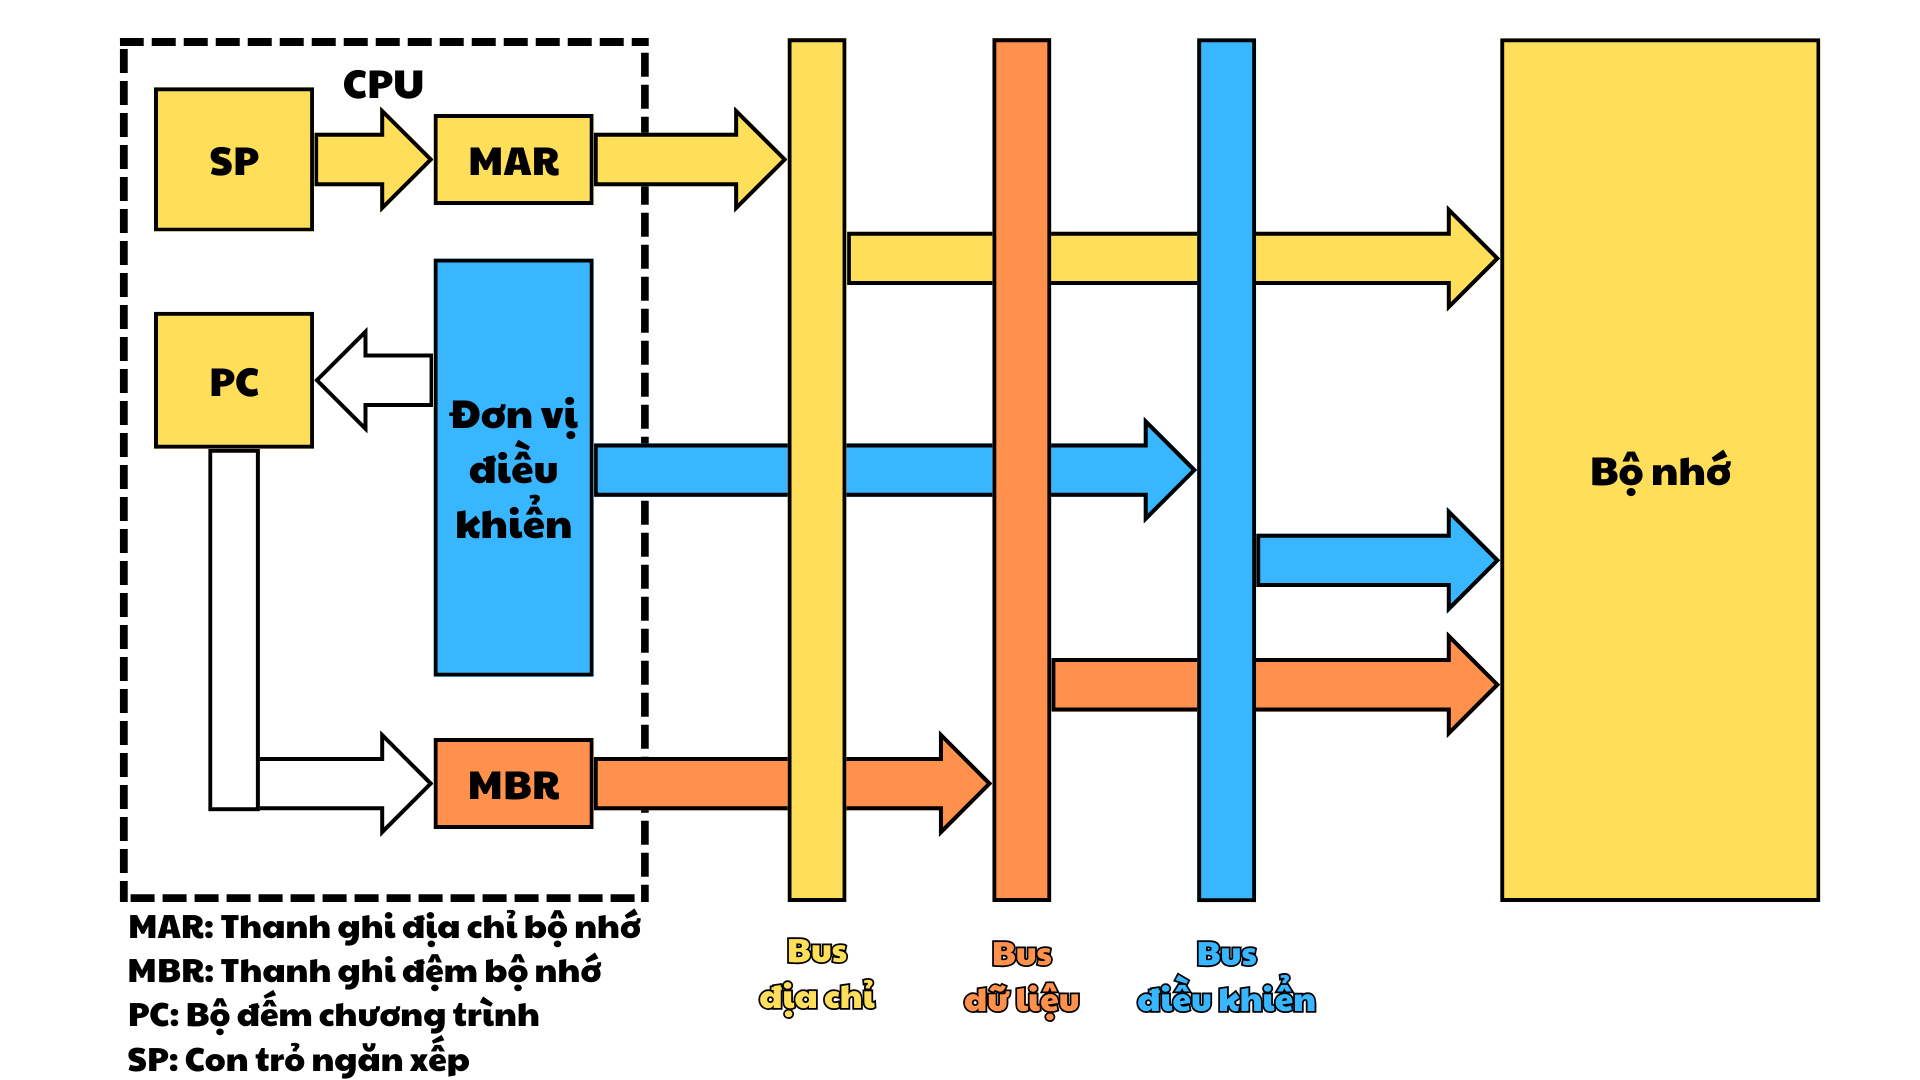 CPU
SP
MAR
PC
Đơn vị
điều
khiển
Bộ nhớ
MBR
MAR: Thanh ghi địa chỉ bộ nhớ
MBR: Thanh ghi đệm bộ nhớ
PC: Bộ đếm chương trình
SP: Con trỏ ngăn xếp
Bus
địa chỉ
Bus
dữ liệu
Bus
điều khiển